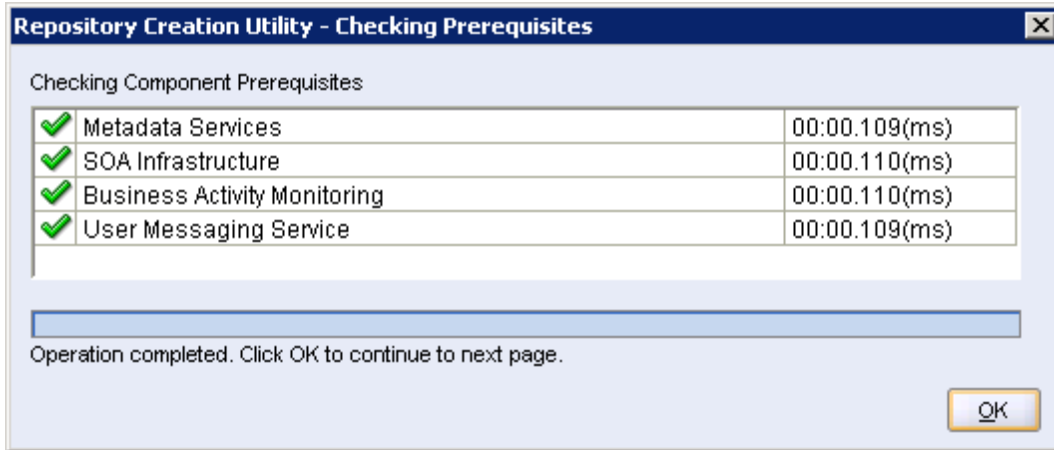 Repository Creation Utility - Checking Prerequisites
Checking Component Prerequisites
Metadata Services 00:00.109(ms)
SOA Infrastructure 00:00.110(ms)
Business Activity Monitoring 00:00.110(ms)
User Messaging Service 00:00.109(ms)
Operation completed. Click OK to continue to next page.
OK